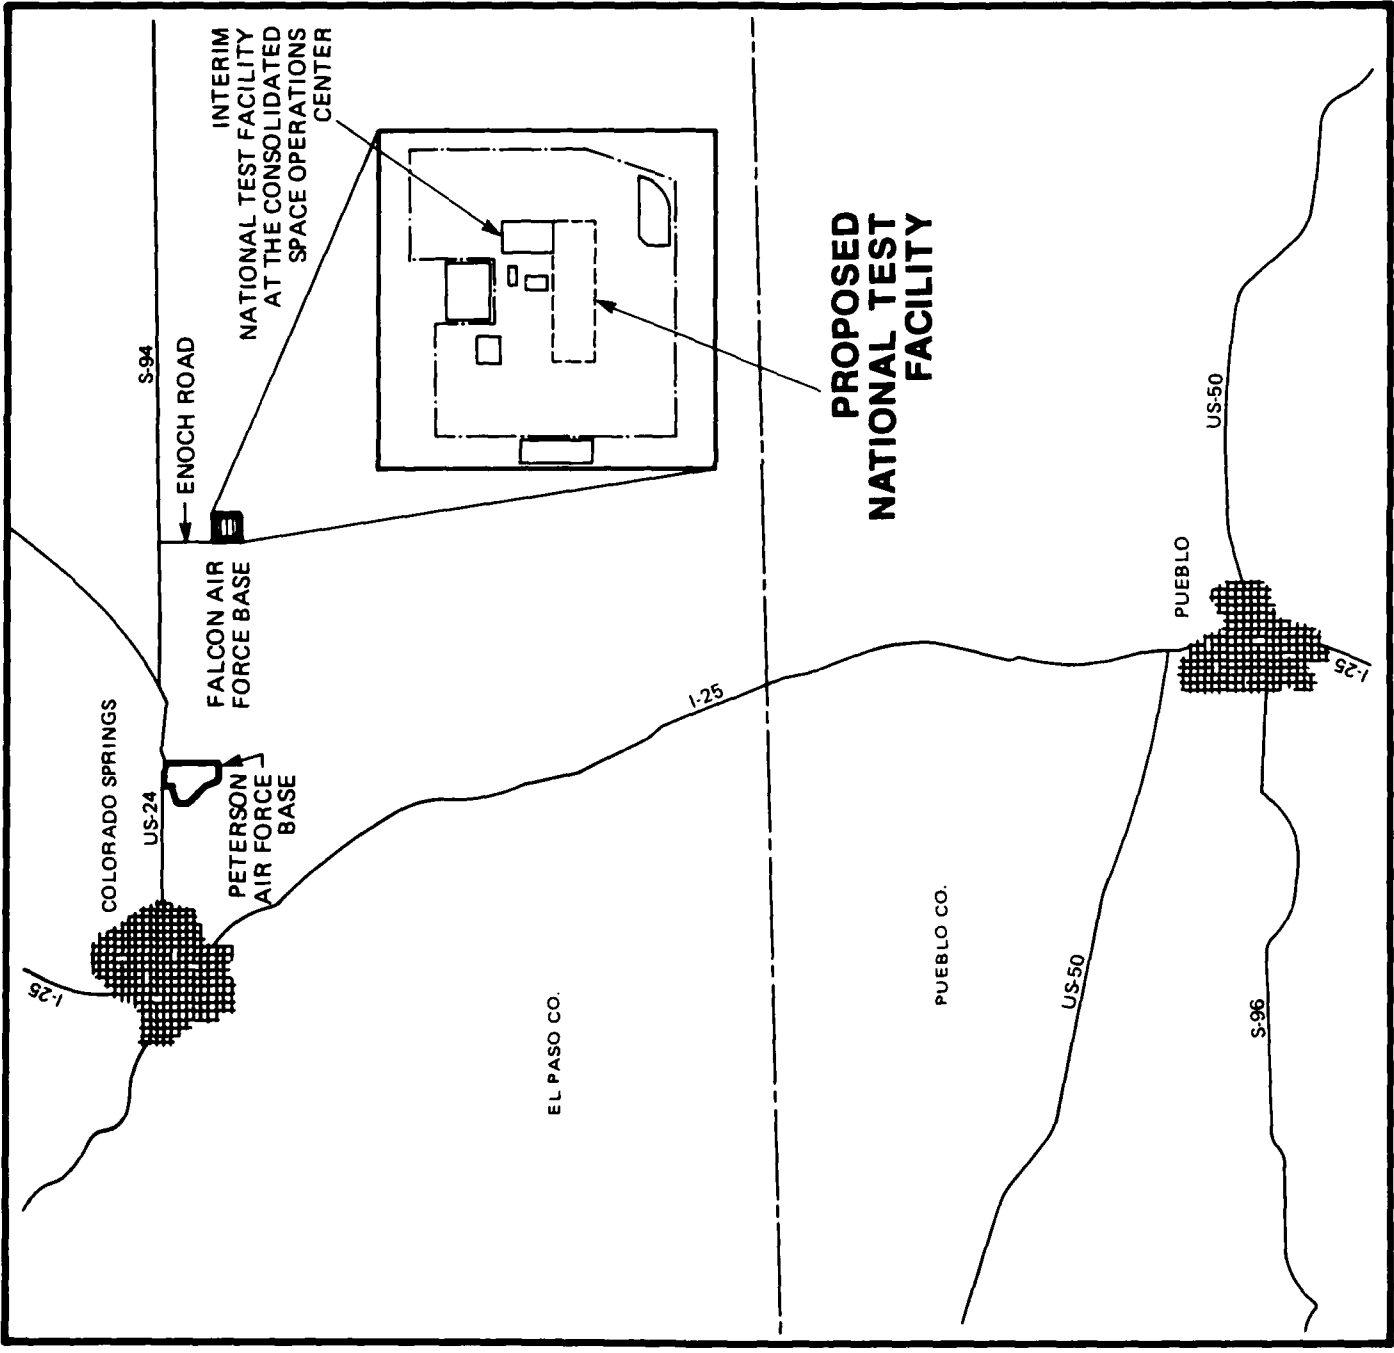 I-25
COLORADO SPRINGS
US-24
PETERSON
AIR FORCE
BASE
FALCON AIR
FORCE BASE
S-94
ENOCH ROAD
INTERIM
NATIONAL TEST FACILITY
AT THE CONSOLIDATED
SPACE OPERATIONS
CENTER
EL PASO CO.
I-25
PROPOSED
NATIONAL TEST
FACILITY
PUEBLO CO.
US-50
PUEBLO
US-50
S-96
I-25